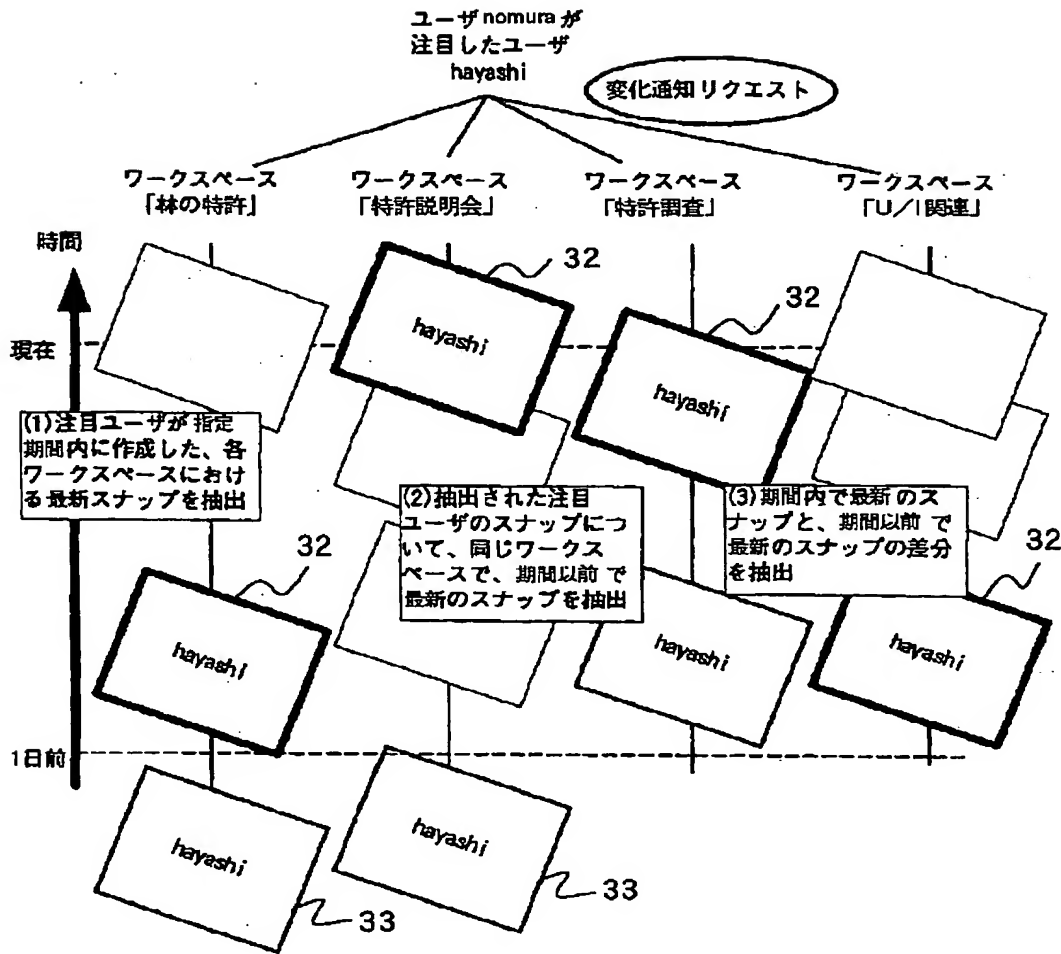 ユーザnomuraが
注目したユーザ
hayashi
変化通知リクエスト
ワークスペース
「林の特許」
ワークスペース
「特許説明会」
ワークスペース
「特許調査」
ワークスペース
「U/I関連」
時間
32
32
現在
hayashi
hayashi
(1)注目ユーザが指定
期間内に作成した、各
ワークスペースにおけ
る最新スナップを抽出
(2)抽出された注目
ユーザのスナップにつ
いて、同じワークス
ペースで、期間以前で
最新のスナップを抽出
(3)期間内で最新のス
ナップと、期間以前で
最新のスナップの差分
を抽出
32
32
hayashi
hayashi
hayashi
1日前
hayashi
hayashi
33
33